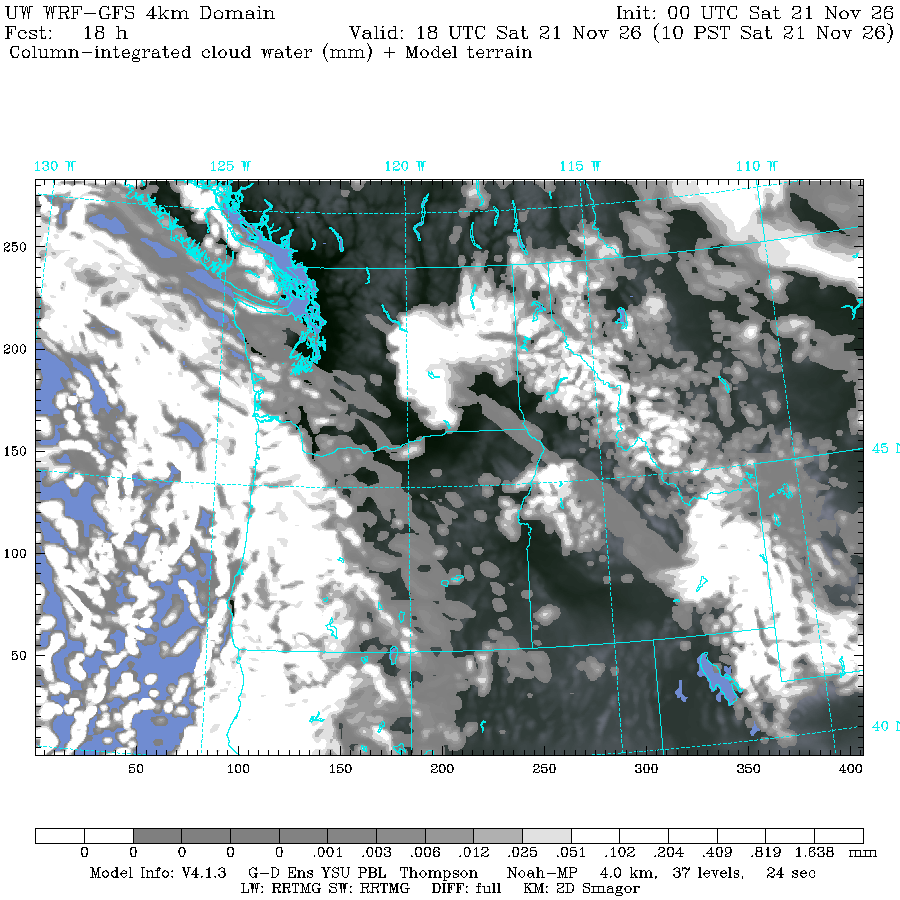 UW WRF-GFS 4km Domain Init: 00 UTC Sat 21 Nov 26
Fcst: 18 h Valid: 18 UTC Sat 21 Nov 26 (10 PST Sat 21 Nov 26)
Column-integrated cloud water (mm) + Model terrain
130 W 125 W 120 W 115 W 110 W
250
200
150 45 N
100
50
40 N
50 100 150 200 250 300 350 400
0 0 0 0 0 .001 .003 .006 .012 .025 .051 .102 .204 .409 .819 1.638 mm
Model Info: V4.1.3 G-D Ens YSU PBL Thompson Noah-MP 4.0 km, 37 levels, 24 sec
LW: RRTMG SW: RRTMG DIFF: full KM: 2D Smagor